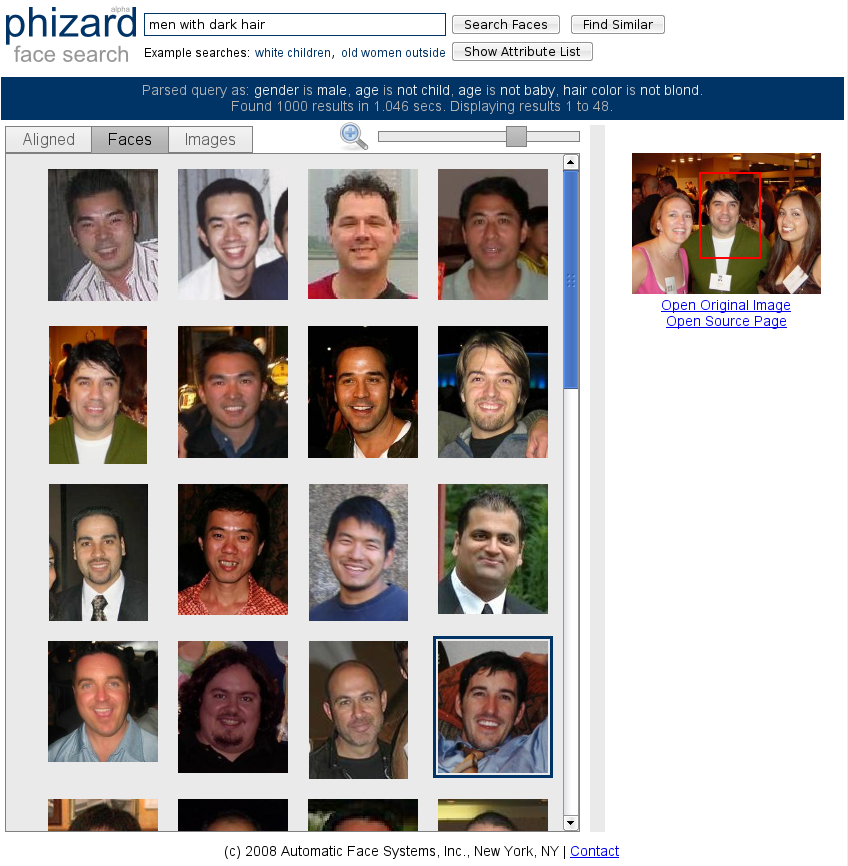 phizard
alpha
face search
men with dark hair
Search Faces
Find Similar
Example searches: white children, old women outside
Show Attribute List
Parsed query as: gender is male, age is not child, age is not baby, hair color is not blond.
Found 1000 results in 1.046 secs. Displaying results 1 to 48.
Aligned
Faces
Images
Open Original Image
Open Source Page
(c) 2008 Automatic Face Systems, Inc., New York, NY | Contact